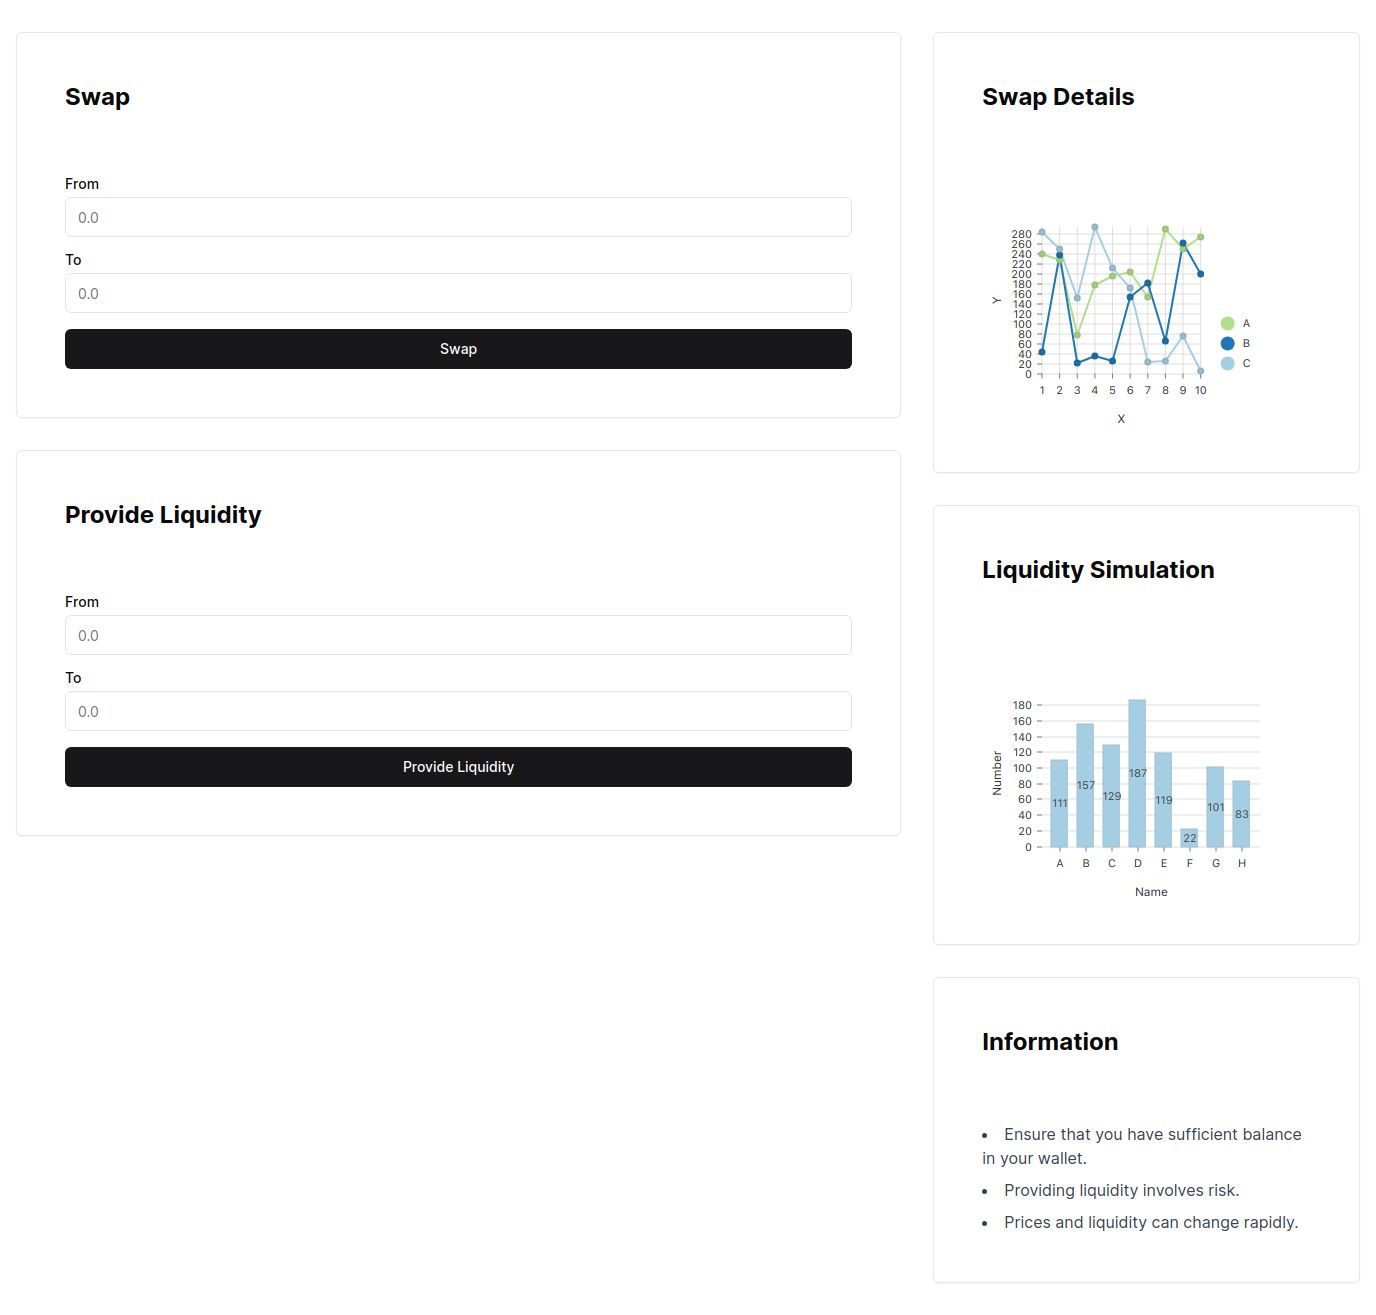 Swap
From
0.0
To
0.0
Swap
Provide Liquidity
From
0.0
To
0.0
Provide Liquidity
Swap Details
280
260
240
220
200
180
160
140
120
100
80
60
40
20
0
Y
1 2 3 4 5 6 7 8 9 10
X
A
B
C
Liquidity Simulation
180
160
140
120
100
80
60
40
20
0
Number
111 157 129 187 119 22 101 83
A B C D E F G H
Name
Information
• Ensure that you have sufficient balance
in your wallet.
• Providing liquidity involves risk.
• Prices and liquidity can change rapidly.